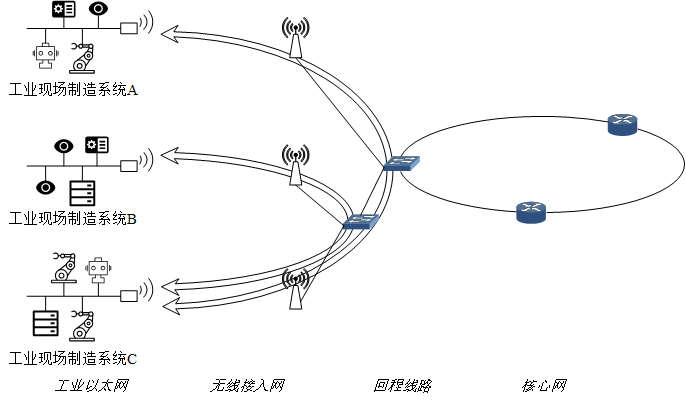 工业现场制造系统A
工业现场制造系统B
工业现场制造系统C
工业以太网 无线接入网 回程线路 核心网